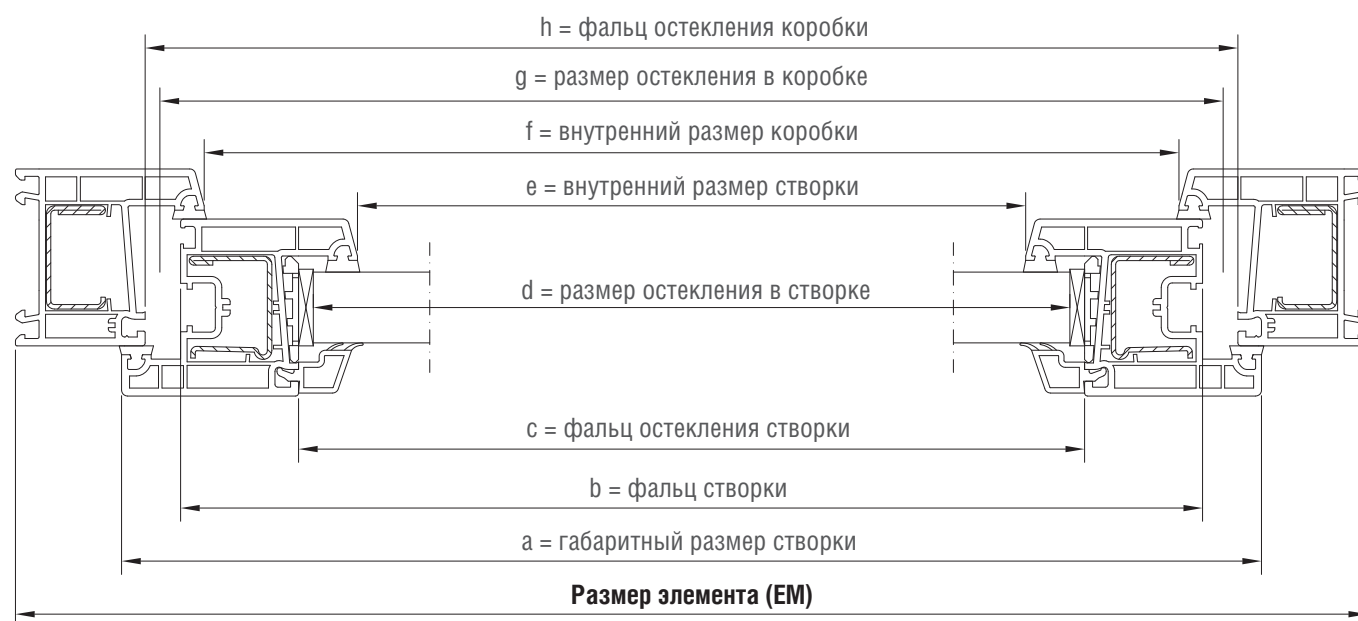 h = фальц остекления коробки
g = размер остекления в коробке
f = внутренний размер коробки
e = внутренний размер створки
d = размер остекления в створке
c = фальц остекления створки
b = фальц створки
a = габаритный размер створки
Размер элемента (EM)